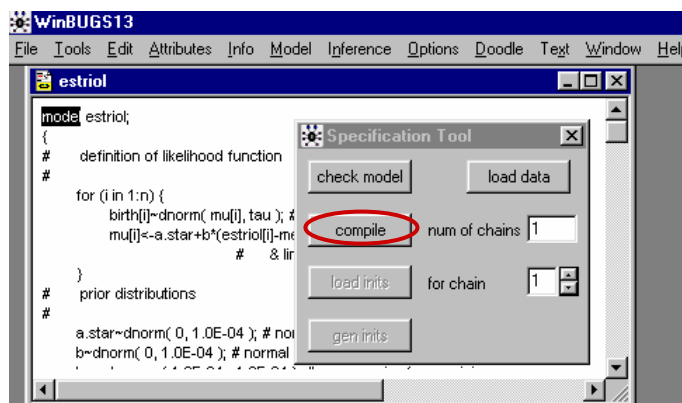 WinBUGS13
File Tools Edit Attributes Info Model Inference Options Doodle Text Window Help
estriol
model estriol;
{
# definition of likelihood function
#
for (i in 1:n) {
birth[i]~dnorm( mu[i], tau ); #
mu[i]<-a.star+b*(estriol[i]-me
# & lin
}
# prior distributions
#
a.star~dnorm( 0, 1.0E-04 ); # nor
b~dnorm( 0, 1.0E-04 ); # normal
Specification Tool
check model load data
compile num of chains 1
load inits for chain 1
gen inits